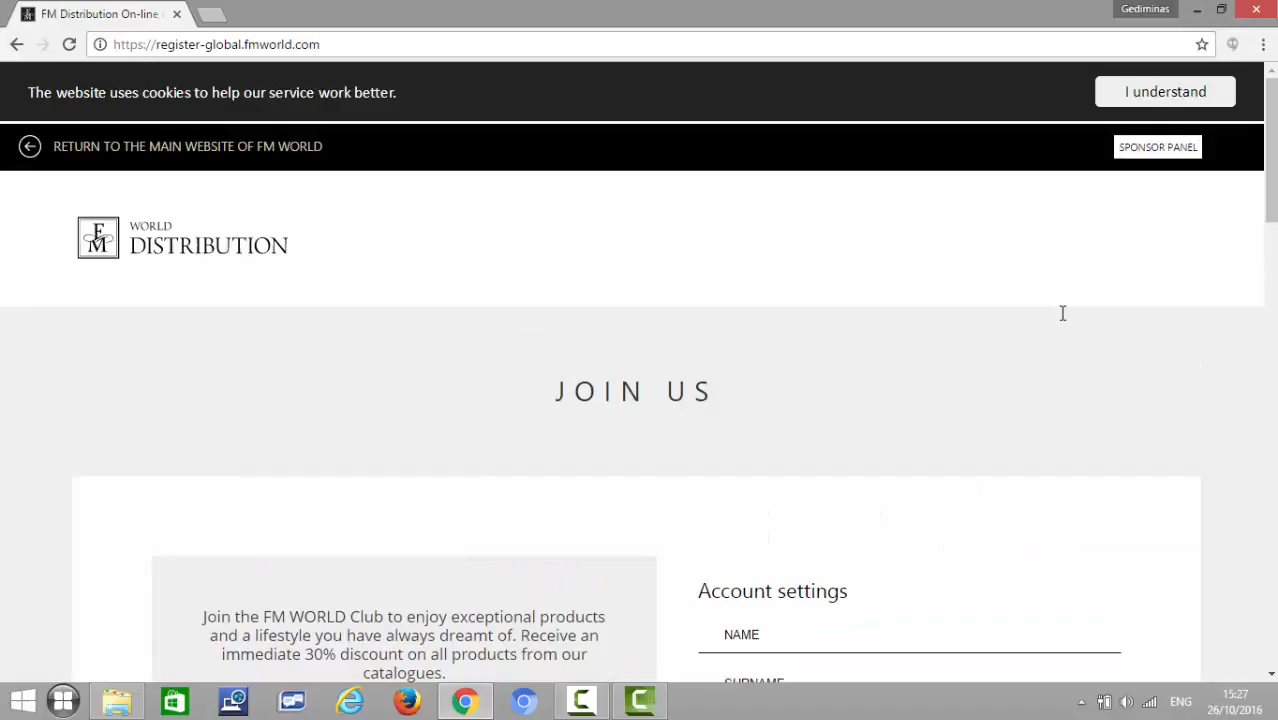 FM Distribution On-line
Gediminas
https://register-global.fmworld.com
The website uses cookies to help our service work better.
I understand
RETURN TO THE MAIN WEBSITE OF FM WORLD
SPONSOR PANEL
FM
WORLD
DISTRIBUTION
JOIN US
Join the FM WORLD Club to enjoy exceptional products
and a lifestyle you have always dreamt of. Receive an
immediate 30% discount on all products from our
catalogues.
Account settings
NAME
SURNAME
ENG
15:27
26/10/2016